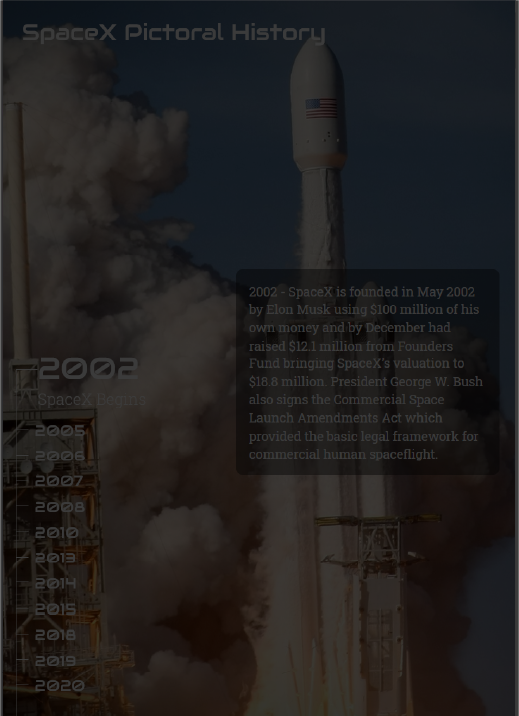 SpaceX Pictoral History
2002 - SpaceX is founded in May 2002
by Elon Musk using $100 million of his
own money and by December had
raised $12.1 million from Founders
Fund bringing SpaceX's valuation to
$18.8 million. President George W. Bush
also signs the Commercial Space
Launch Amendments Act which
provided the basic legal framework for
commercial human spaceflight.
2002
SpaceX Begins
2005
2006
2007
2008
2010
2013
2014
2015
2018
2019
2020